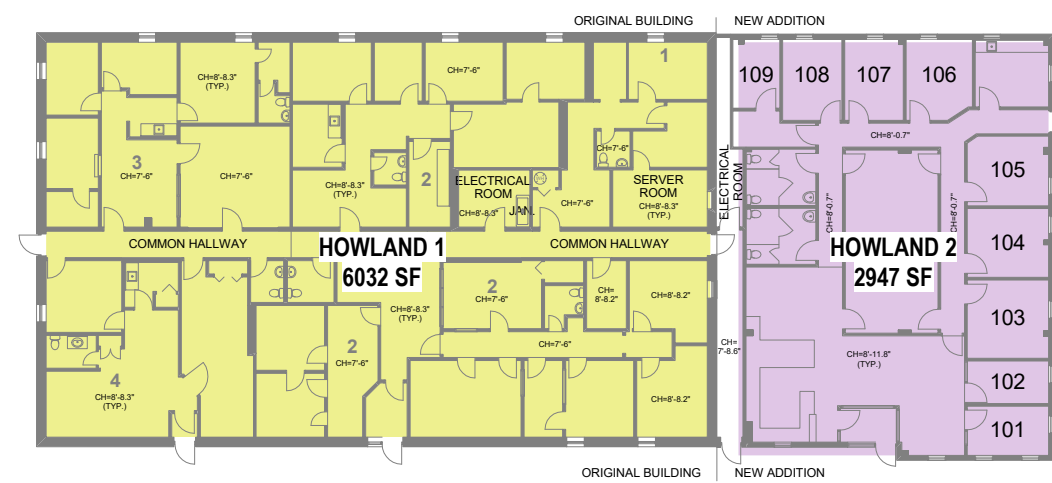 ORIGINAL BUILDING
NEW ADDITION
1
109
108
107
106
CH=8'-8.3"
(TYP.)
CH=7'-6"
CH=8'-0.7"
3
CH=7'-6"
CH=7'-6"
CH=7'-6"
105
CH=8'-8.3"
(TYP.)
2
ELECTRICAL
ROOM
CH=8'-8.3"
JAN.
CH=7'-6"
SERVER
ROOM
CH=8'-8.3"
(TYP.)
ELECTRICAL
ROOM
CH=8'-0.7"
CH=8'-0.7"
104
COMMON HALLWAY
HOWLAND 1
6032 SF
COMMON HALLWAY
HOWLAND 2
2947 SF
2
CH=7'-6"
CH=
8'-8.2"
CH=8'-8.2"
103
CH=8'-8.3"
(TYP.)
2
CH=7'-6"
CH=7'-6"
CH=
7'-8.6"
CH=8'-11.8"
(TYP.)
102
4
CH=8'-8.3"
(TYP.)
CH=8'-8.2"
101
ORIGINAL BUILDING
NEW ADDITION